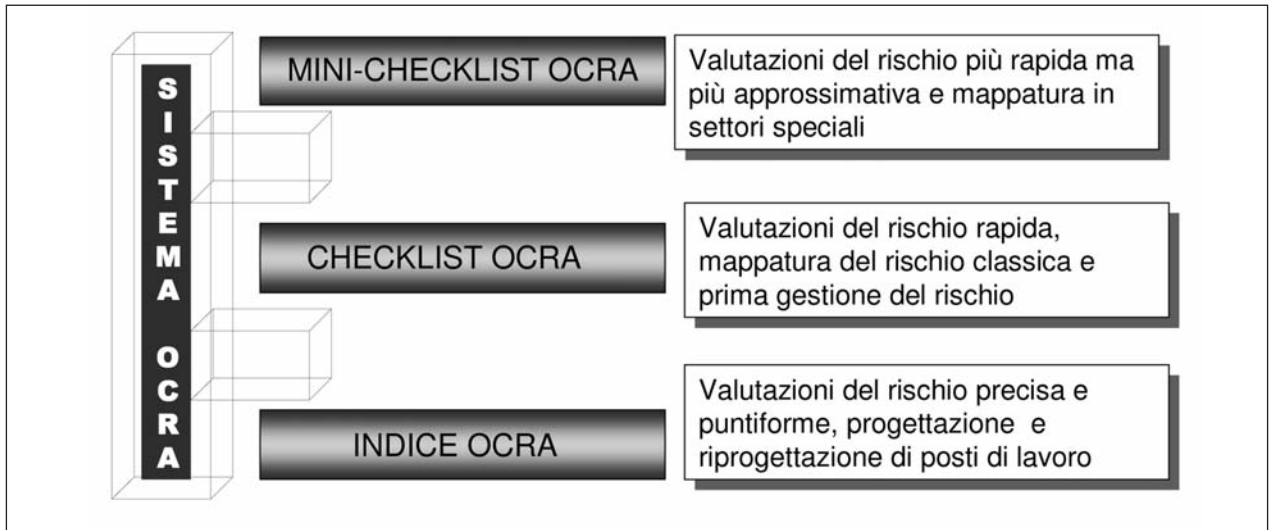 SISTEMA OCRA
MINI-CHECKLIST OCRA
Valutazioni del rischio più rapida ma
più approssimativa e mappatura in
settori speciali
CHECKLIST OCRA
Valutazioni del rischio rapida,
mappatura del rischio classica e
prima gestione del rischio
INDICE OCRA
Valutazioni del rischio precisa e
puntiforme, progettazione e
riprogettazione di posti di lavoro